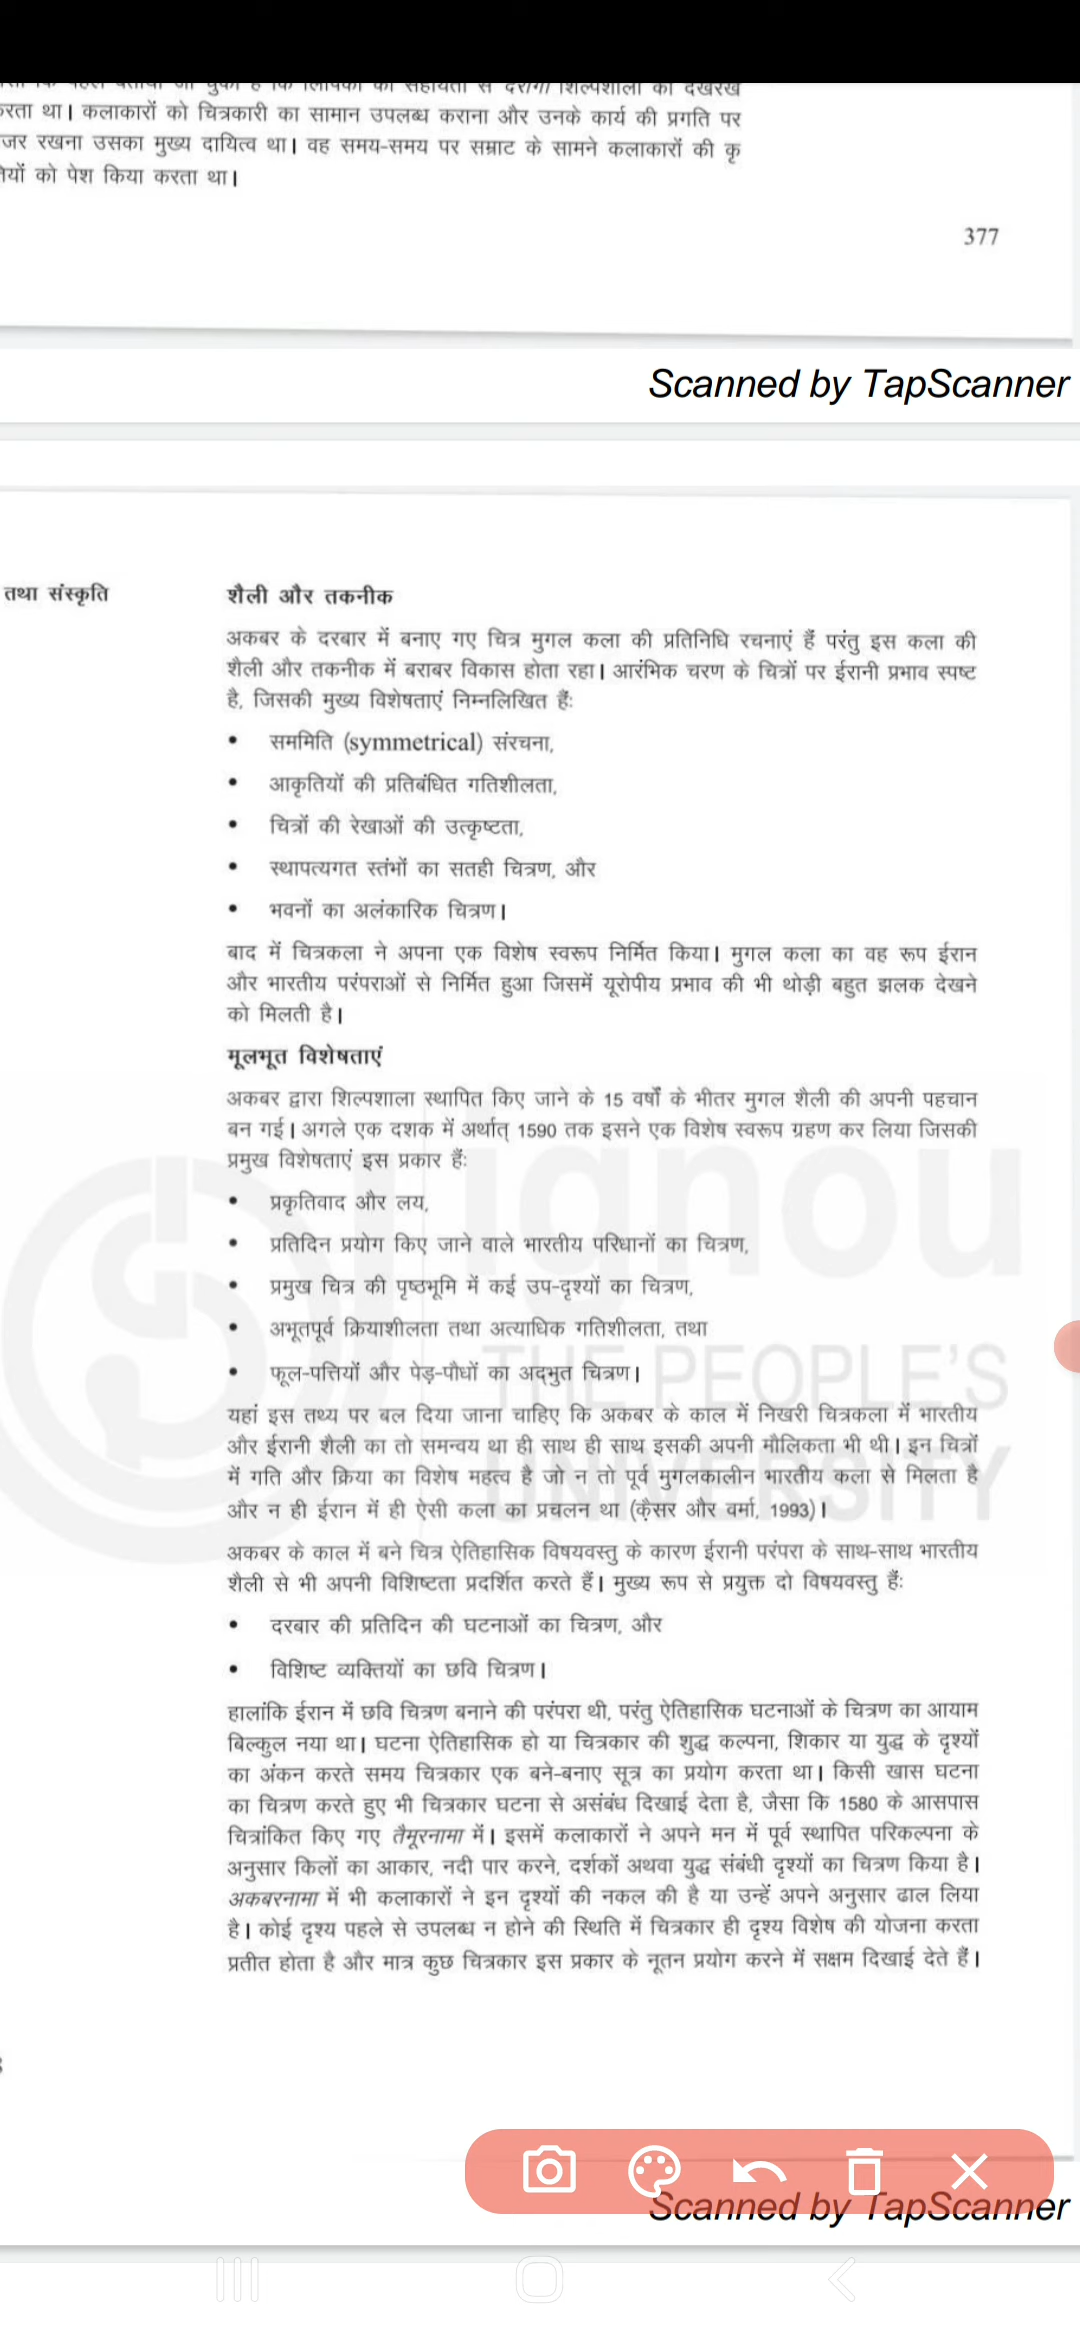 करता था। कलाकारों को चित्रकारी का सामान उपलब्ध कराना और उनके कार्य की प्रगति पर
जर रखना उसका मुख्य दायित्व था। वह समय-समय पर सम्राट के सामने कलाकारों की कृ
तियों को पेश किया करता था।
377
Scanned by TapScanner
तथा संस्कृति
शैली और तकनीक
अकबर के दरबार में बनाए गए चित्र मुगल कला की प्रतिनिधि रचनाएं हैं परंतु इस कला की
शैली और तकनीक में बराबर विकास होता रहा। आरंभिक चरण के चित्रों पर ईरानी प्रभाव स्पष्ट
है, जिसकी मुख्य विशेषताएं निम्नलिखित हैंः
• सममिति (symmetrical) संरचना,
• आकृतियों की प्रतिबंधित गतिशीलता,
• चित्रों की रेखाओं की उत्कृष्टता,
• स्थापत्यगत स्तंभों का सतही चित्रण, और
• भवनों का अलंकारिक चित्रण।
बाद में चित्रकला ने अपना एक विशेष स्वरूप निर्मित किया। मुगल कला का वह रूप ईरान
और भारतीय परंपराओं से निर्मित हुआ जिसमें यूरोपीय प्रभाव की भी थोड़ी बहुत झलक देखने
को मिलती है।
मूलभूत विशेषताएं
अकबर द्वारा शिल्पशाला स्थापित किए जाने के 15 वर्षों के भीतर मुगल शैली की अपनी पहचान
बन गई। अगले एक दशक में अर्थात् 1590 तक इसने एक विशेष स्वरूप ग्रहण कर लिया जिसकी
प्रमुख विशेषताएं इस प्रकार हैंः
• प्रकृतिवाद और लय,
• प्रतिदिन प्रयोग किए जाने वाले भारतीय परिधानों का चित्रण,
• प्रमुख चित्र की पृष्ठभूमि में कई उप-दृश्यों का चित्रण,
• अभूतपूर्व क्रियाशीलता तथा अत्याधिक गतिशीलता, तथा
• फूल-पत्तियों और पेड़-पौधों का अद्भुत चित्रण।
यहां इस तथ्य पर बल दिया जाना चाहिए कि अकबर के काल में निखरी चित्रकला में भारतीय
और ईरानी शैली का तो समन्वय था ही साथ ही साथ इसकी अपनी मौलिकता भी थी। इन चित्रों
में गति और क्रिया का विशेष महत्व है जो न तो पूर्व मुगलकालीन भारतीय कला से मिलता है
और न ही ईरान में ही ऐसी कला का प्रचलन था (क़ैसर और वर्मा, 1993)।
अकबर के काल में बने चित्र ऐतिहासिक विषयवस्तु के कारण ईरानी परंपरा के साथ-साथ भारतीय
शैली से भी अपनी विशिष्टता प्रदर्शित करते हैं। मुख्य रूप से प्रयुक्त दो विषयवस्तु हैंः
• दरबार की प्रतिदिन की घटनाओं का चित्रण, और
• विशिष्ट व्यक्तियों का छवि चित्रण।
हालांकि ईरान में छवि चित्रण बनाने की परंपरा थी, परंतु ऐतिहासिक घटनाओं के चित्रण का आयाम
बिल्कुल नया था। घटना ऐतिहासिक हो या चित्रकार की शुद्ध कल्पना, शिकार या युद्ध के दृश्यों
का अंकन करते समय चित्रकार एक बने-बनाए सूत्र का प्रयोग करता था। किसी खास घटना
का चित्रण करते हुए भी चित्रकार घटना से असंबंध दिखाई देता है, जैसा कि 1580 के आसपास
चित्रांकित किए गए तैमूरनामा में। इसमें कलाकारों ने अपने मन में पूर्व स्थापित परिकल्पना के
अनुसार किलों का आकार, नदी पार करने, दर्शकों अथवा युद्ध संबंधी दृश्यों का चित्रण किया है।
अकबरनामा में भी कलाकारों ने इन दृश्यों की नकल की है या उन्हें अपने अनुसार ढाल लिया
है। कोई दृश्य पहले से उपलब्ध न होने की स्थिति में चित्रकार ही दृश्य विशेष की योजना करता
प्रतीत होता है और मात्र कुछ चित्रकार इस प्रकार के नूतन प्रयोग करने में सक्षम दिखाई देते हैं।
ignou
THE PEOPLE'S
UNIVERSITY
Scanned by TapScanner